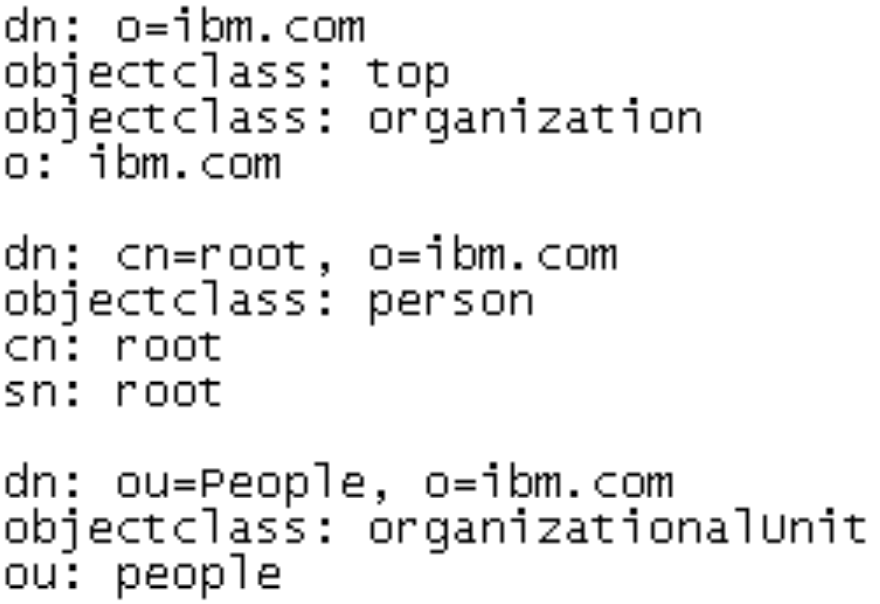 dn: o=ibm.com
objectclass: top
objectclass: organization
o: ibm.com
dn: cn=root, o=ibm.com
objectclass: person
cn: root
sn: root
dn: ou=People, o=ibm.com
objectclass: organizationalUnit
ou: people